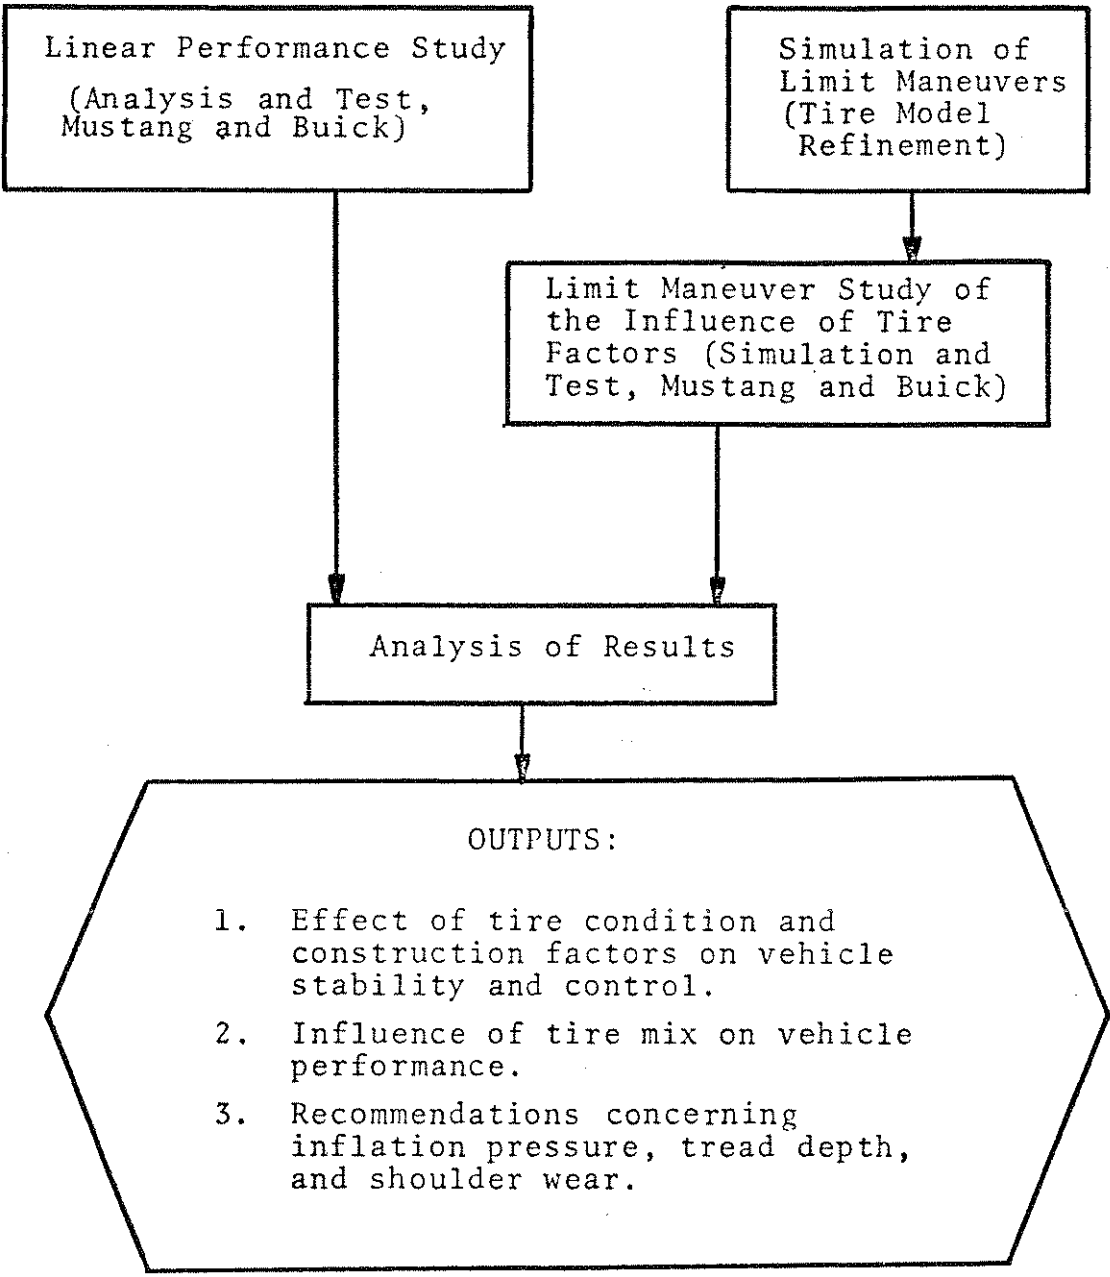 Linear Performance Study
(Analysis and Test,
Mustang and Buick)
Simulation of
Limit Maneuvers
(Tire Model
Refinement)
Limit Maneuver Study of
the Influence of Tire
Factors (Simulation and
Test, Mustang and Buick)
Analysis of Results
OUTPUTS:
1. Effect of tire condition and
construction factors on vehicle
stability and control.
2. Influence of tire mix on vehicle
performance.
3. Recommendations concerning
inflation pressure, tread depth,
and shoulder wear.